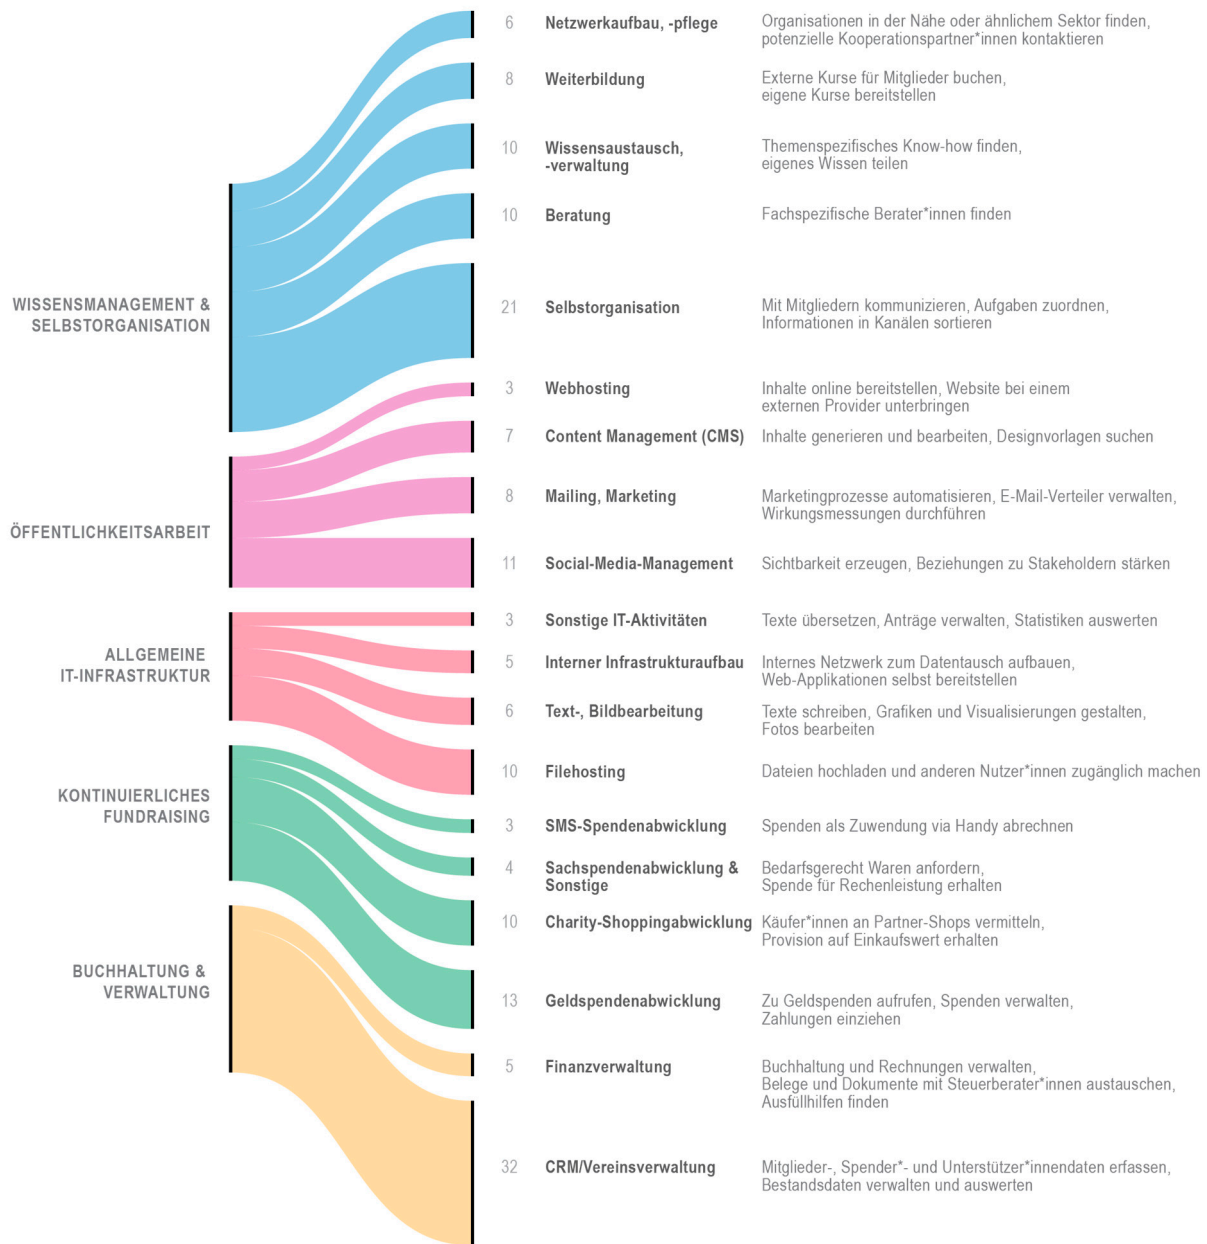 WISSENSMANAGEMENT &
SELBSTORGANISATION
6 Netzwerkaufbau, -pflege Organisationen in der Nähe oder ähnlichem Sektor finden,
potenzielle Kooperationspartner*innen kontaktieren
8 Weiterbildung Externe Kurse für Mitglieder buchen,
eigene Kurse bereitstellen
10 Wissensaustausch, Themenspezifisches Know-how finden,
-verwaltung eigenes Wissen teilen
10 Beratung Fachspezifische Berater*innen finden
21 Selbstorganisation Mit Mitgliedern kommunizieren, Aufgaben zuordnen,
Informationen in Kanälen sortieren
ÖFFENTLICHKEITSARBEIT
3 Webhosting Inhalte online bereitstellen, Website bei einem
externen Provider unterbringen
7 Content Management (CMS) Inhalte generieren und bearbeiten, Designvorlagen suchen
8 Mailing, Marketing Marketingprozesse automatisieren, E-Mail-Verteiler verwalten,
Wirkungsmessungen durchführen
11 Social-Media-Management Sichtbarkeit erzeugen, Beziehungen zu Stakeholdern stärken
ALLGEMEINE
IT-INFRASTRUKTUR
3 Sonstige IT-Aktivitäten Texte übersetzen, Anträge verwalten, Statistiken auswerten
5 Interner Infrastrukturaufbau Internes Netzwerk zum Datentausch aufbauen,
Web-Applikationen selbst bereitstellen
6 Text-, Bildbearbeitung Texte schreiben, Grafiken und Visualisierungen gestalten,
Fotos bearbeiten
10 Filehosting Dateien hochladen und anderen Nutzer*innen zugänglich machen
KONTINUIERLICHES
FUNDRAISING
3 SMS-Spendenabwicklung Spenden als Zuwendung via Handy abrechnen
4 Sachspendenabwicklung & Bedarfsgerecht Waren anfordern,
Sonstige Spende für Rechenleistung erhalten
10 Charity-Shoppingabwicklung Käufer*innen an Partner-Shops vermitteln,
Provision auf Einkaufswert erhalten
13 Geldspendenabwicklung Zu Geldspenden aufrufen, Spenden verwalten,
Zahlungen einziehen
BUCHHALTUNG &
VERWALTUNG
5 Finanzverwaltung Buchhaltung und Rechnungen verwalten,
Belege und Dokumente mit Steuerberater*innen austauschen,
Ausfüllhilfen finden
32 CRM/Vereinsverwaltung Mitglieder-, Spender*- und Unterstützer*innendaten erfassen,
Bestandsdaten verwalten und auswerten